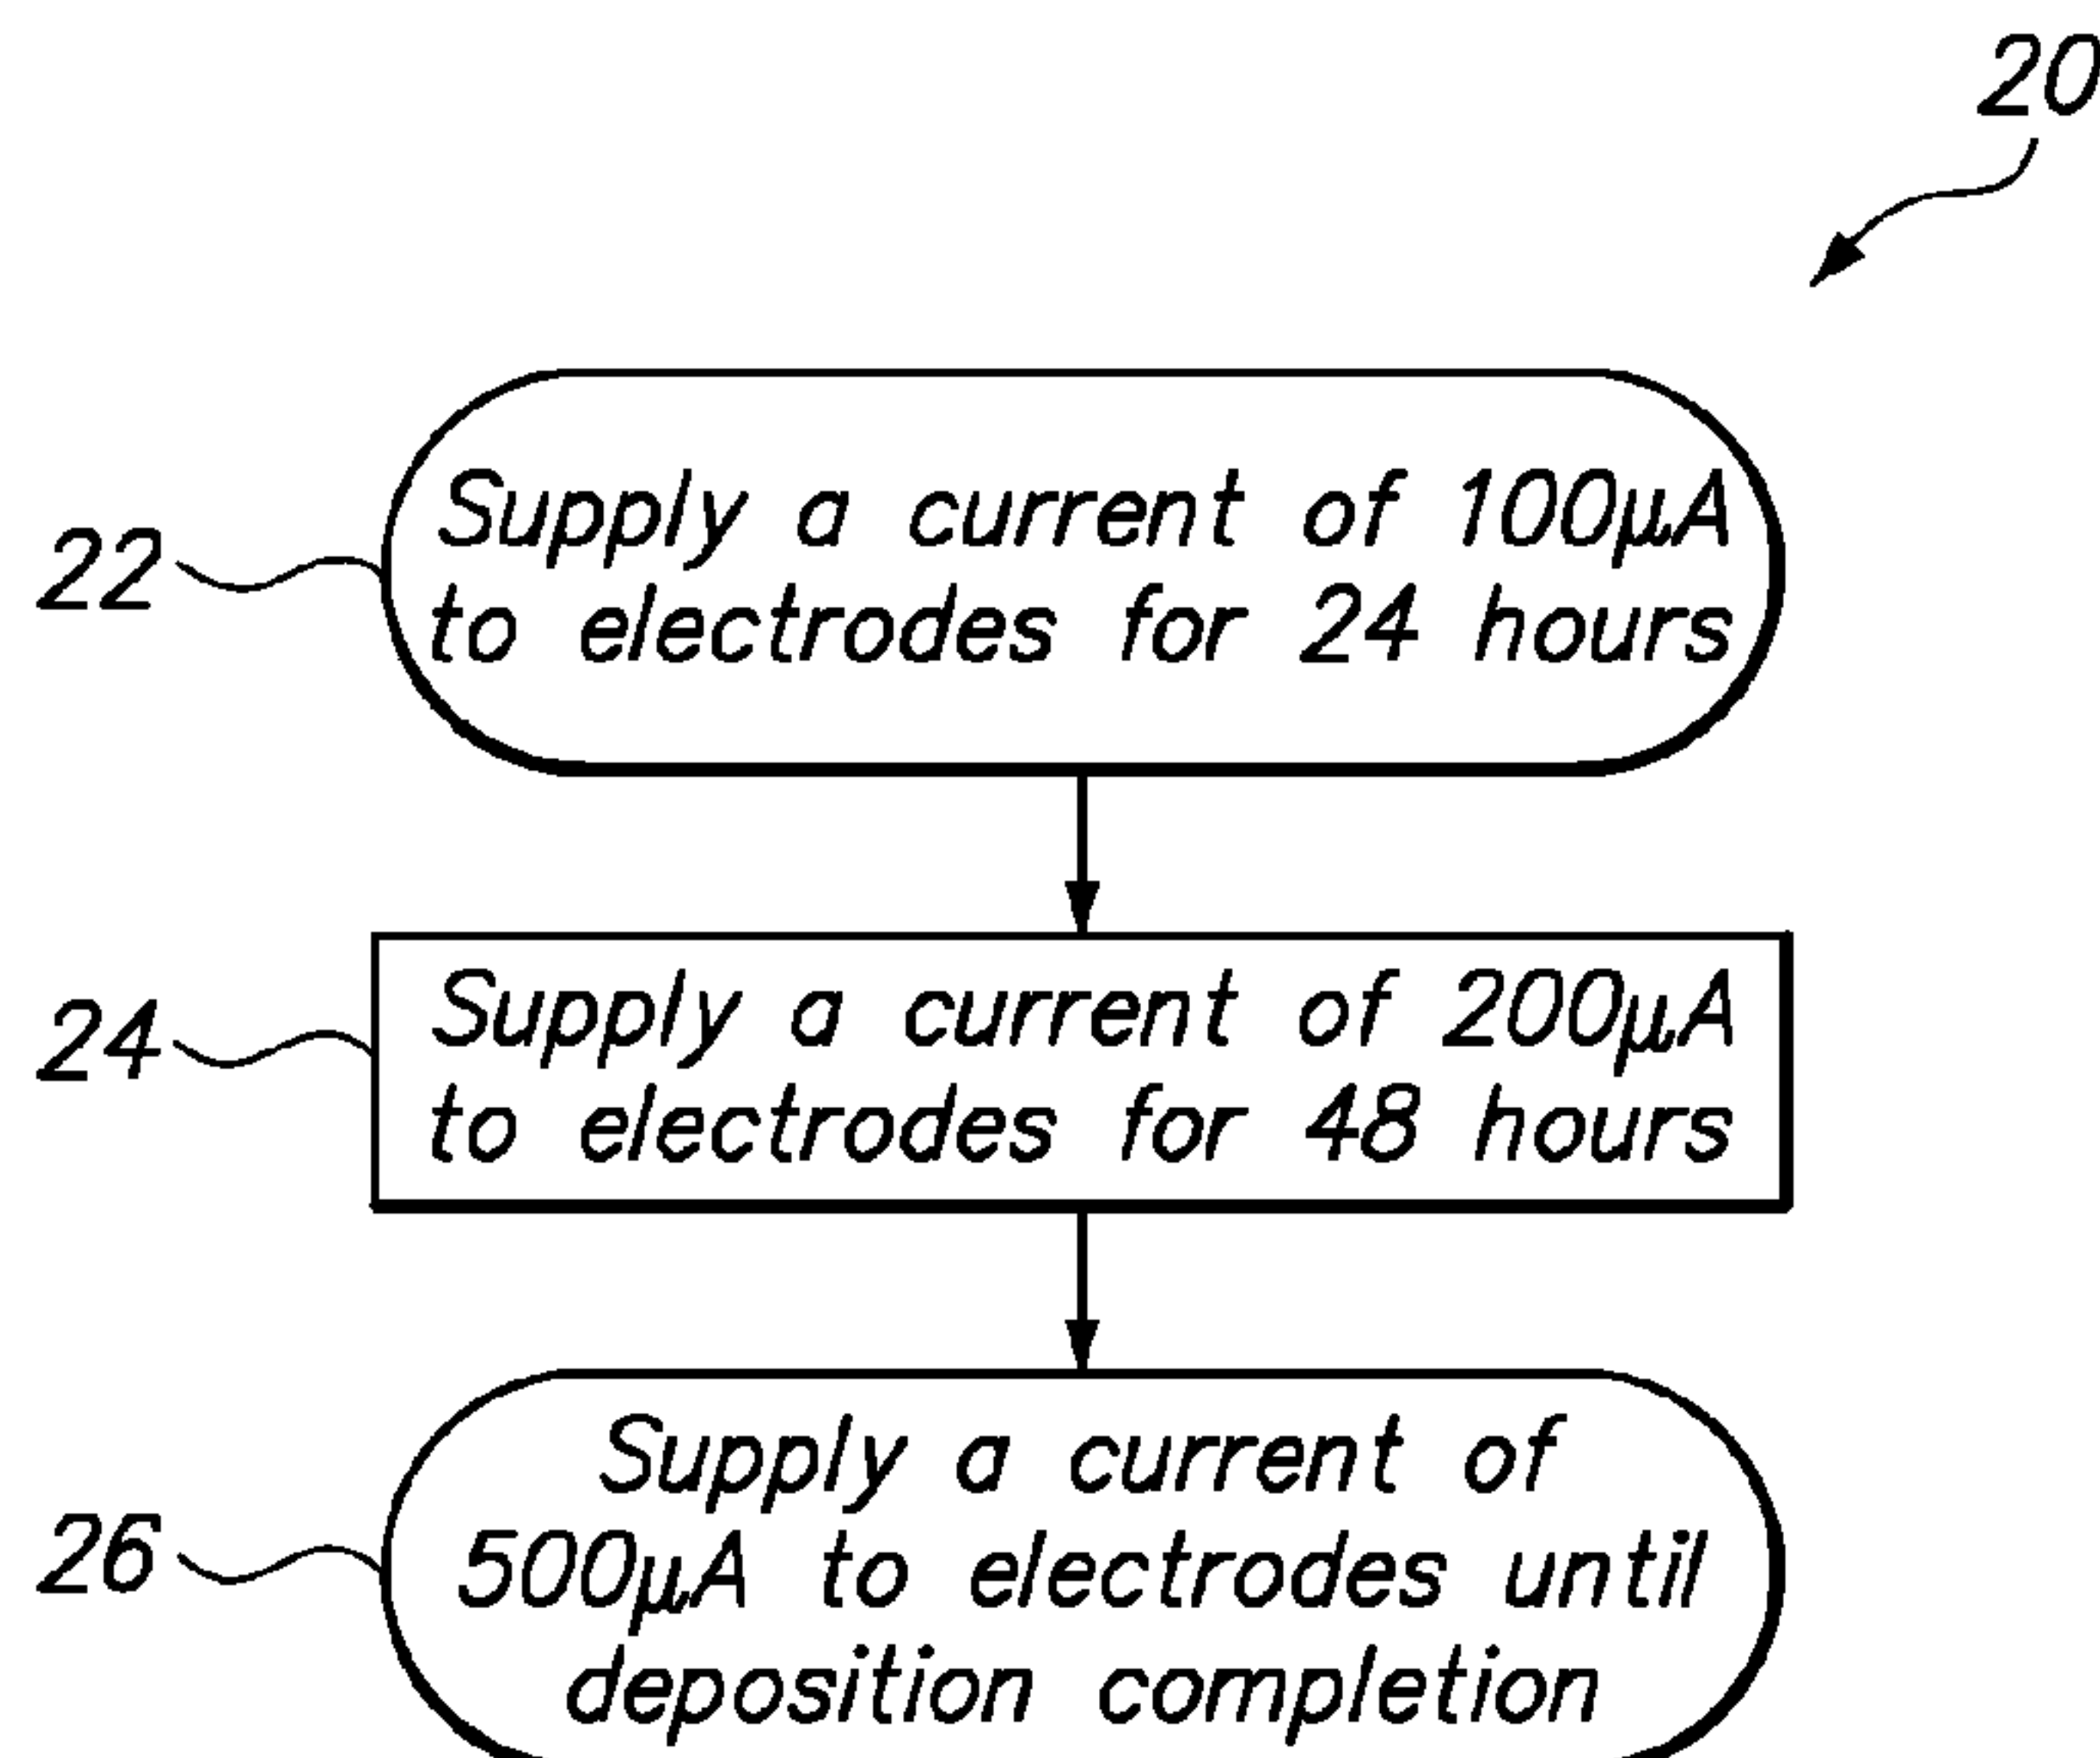 20
22
Supply a current of 100µA
to electrodes for 24 hours
24
Supply a current of 200µA
to electrodes for 48 hours
26
Supply a current of
500µA to electrodes until
deposition completion